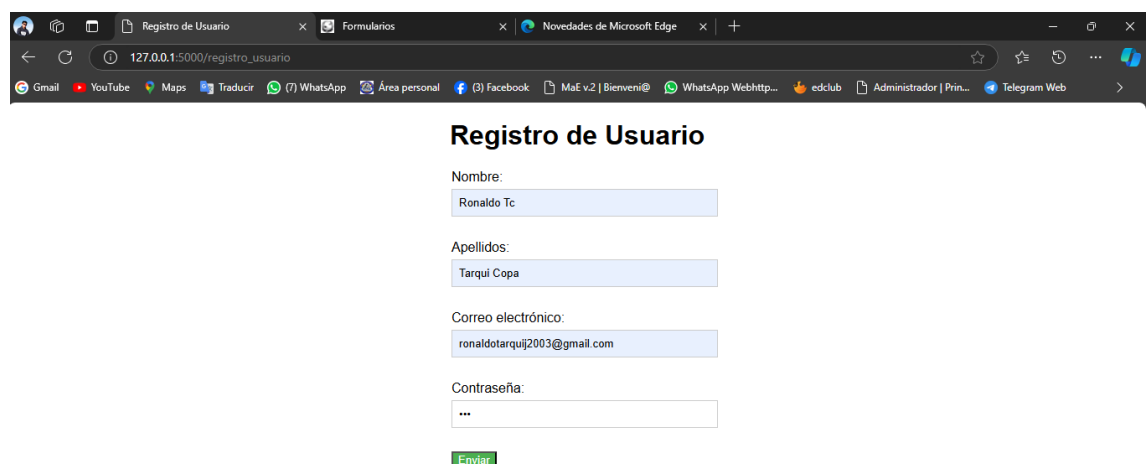 Registro de Usuario
Formularios
Novedades de Microsoft Edge
127.0.0.1:5000/registro_usuario
Gmail YouTube Maps Traducir (7) WhatsApp Área personal (3) Facebook MaE v.2 | Bienveni@ WhatsApp Webhttp... edclub Administrador | Prin... Telegram Web
Registro de Usuario
Nombre:
Ronaldo Tc
Apellidos:
Tarqui Copa
Correo electrónico:
ronaldotarquij2003@gmail.com
Contraseña:
•••
Enviar